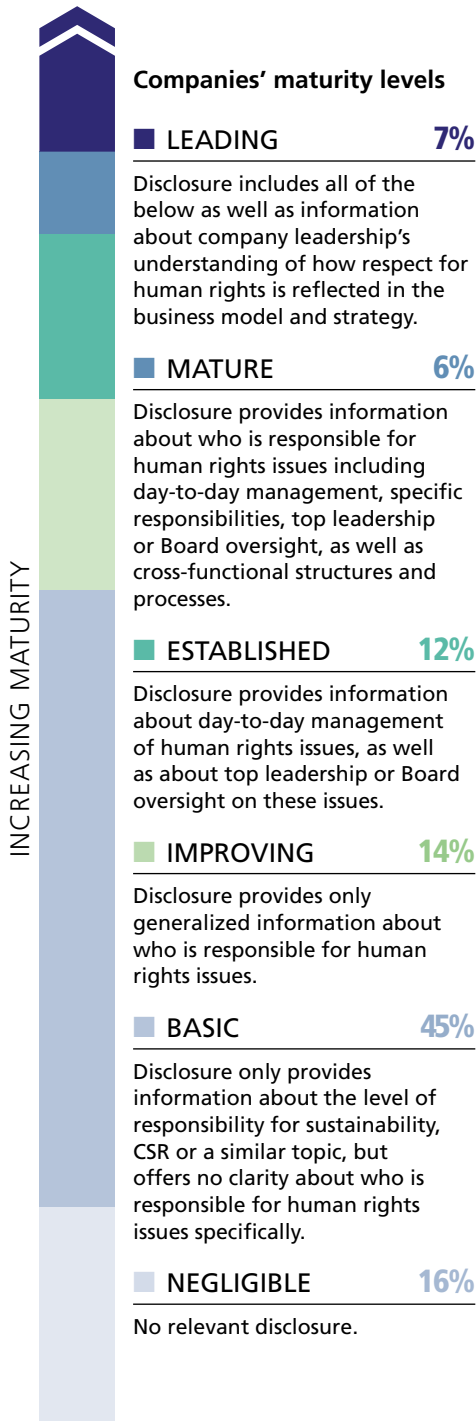 Companies’ maturity levels
LEADING 7%
Disclosure includes all of the
below as well as information
about company leadership’s
understanding of how respect for
human rights is reflected in the
business model and strategy.
MATURE 6%
Disclosure provides information
about who is responsible for
human rights issues including
day-to-day management, specific
responsibilities, top leadership
or Board oversight, as well as
cross-functional structures and
processes.
ESTABLISHED 12%
Disclosure provides information
about day-to-day management
of human rights issues, as well
as about top leadership or Board
oversight on these issues.
IMPROVING 14%
Disclosure provides only
generalized information about
who is responsible for human
rights issues.
BASIC 45%
Disclosure only provides
information about the level of
responsibility for sustainability,
CSR or a similar topic, but
offers no clarity about who is
responsible for human rights
issues specifically.
NEGLIGIBLE 16%
No relevant disclosure.
INCREASING MATURITY